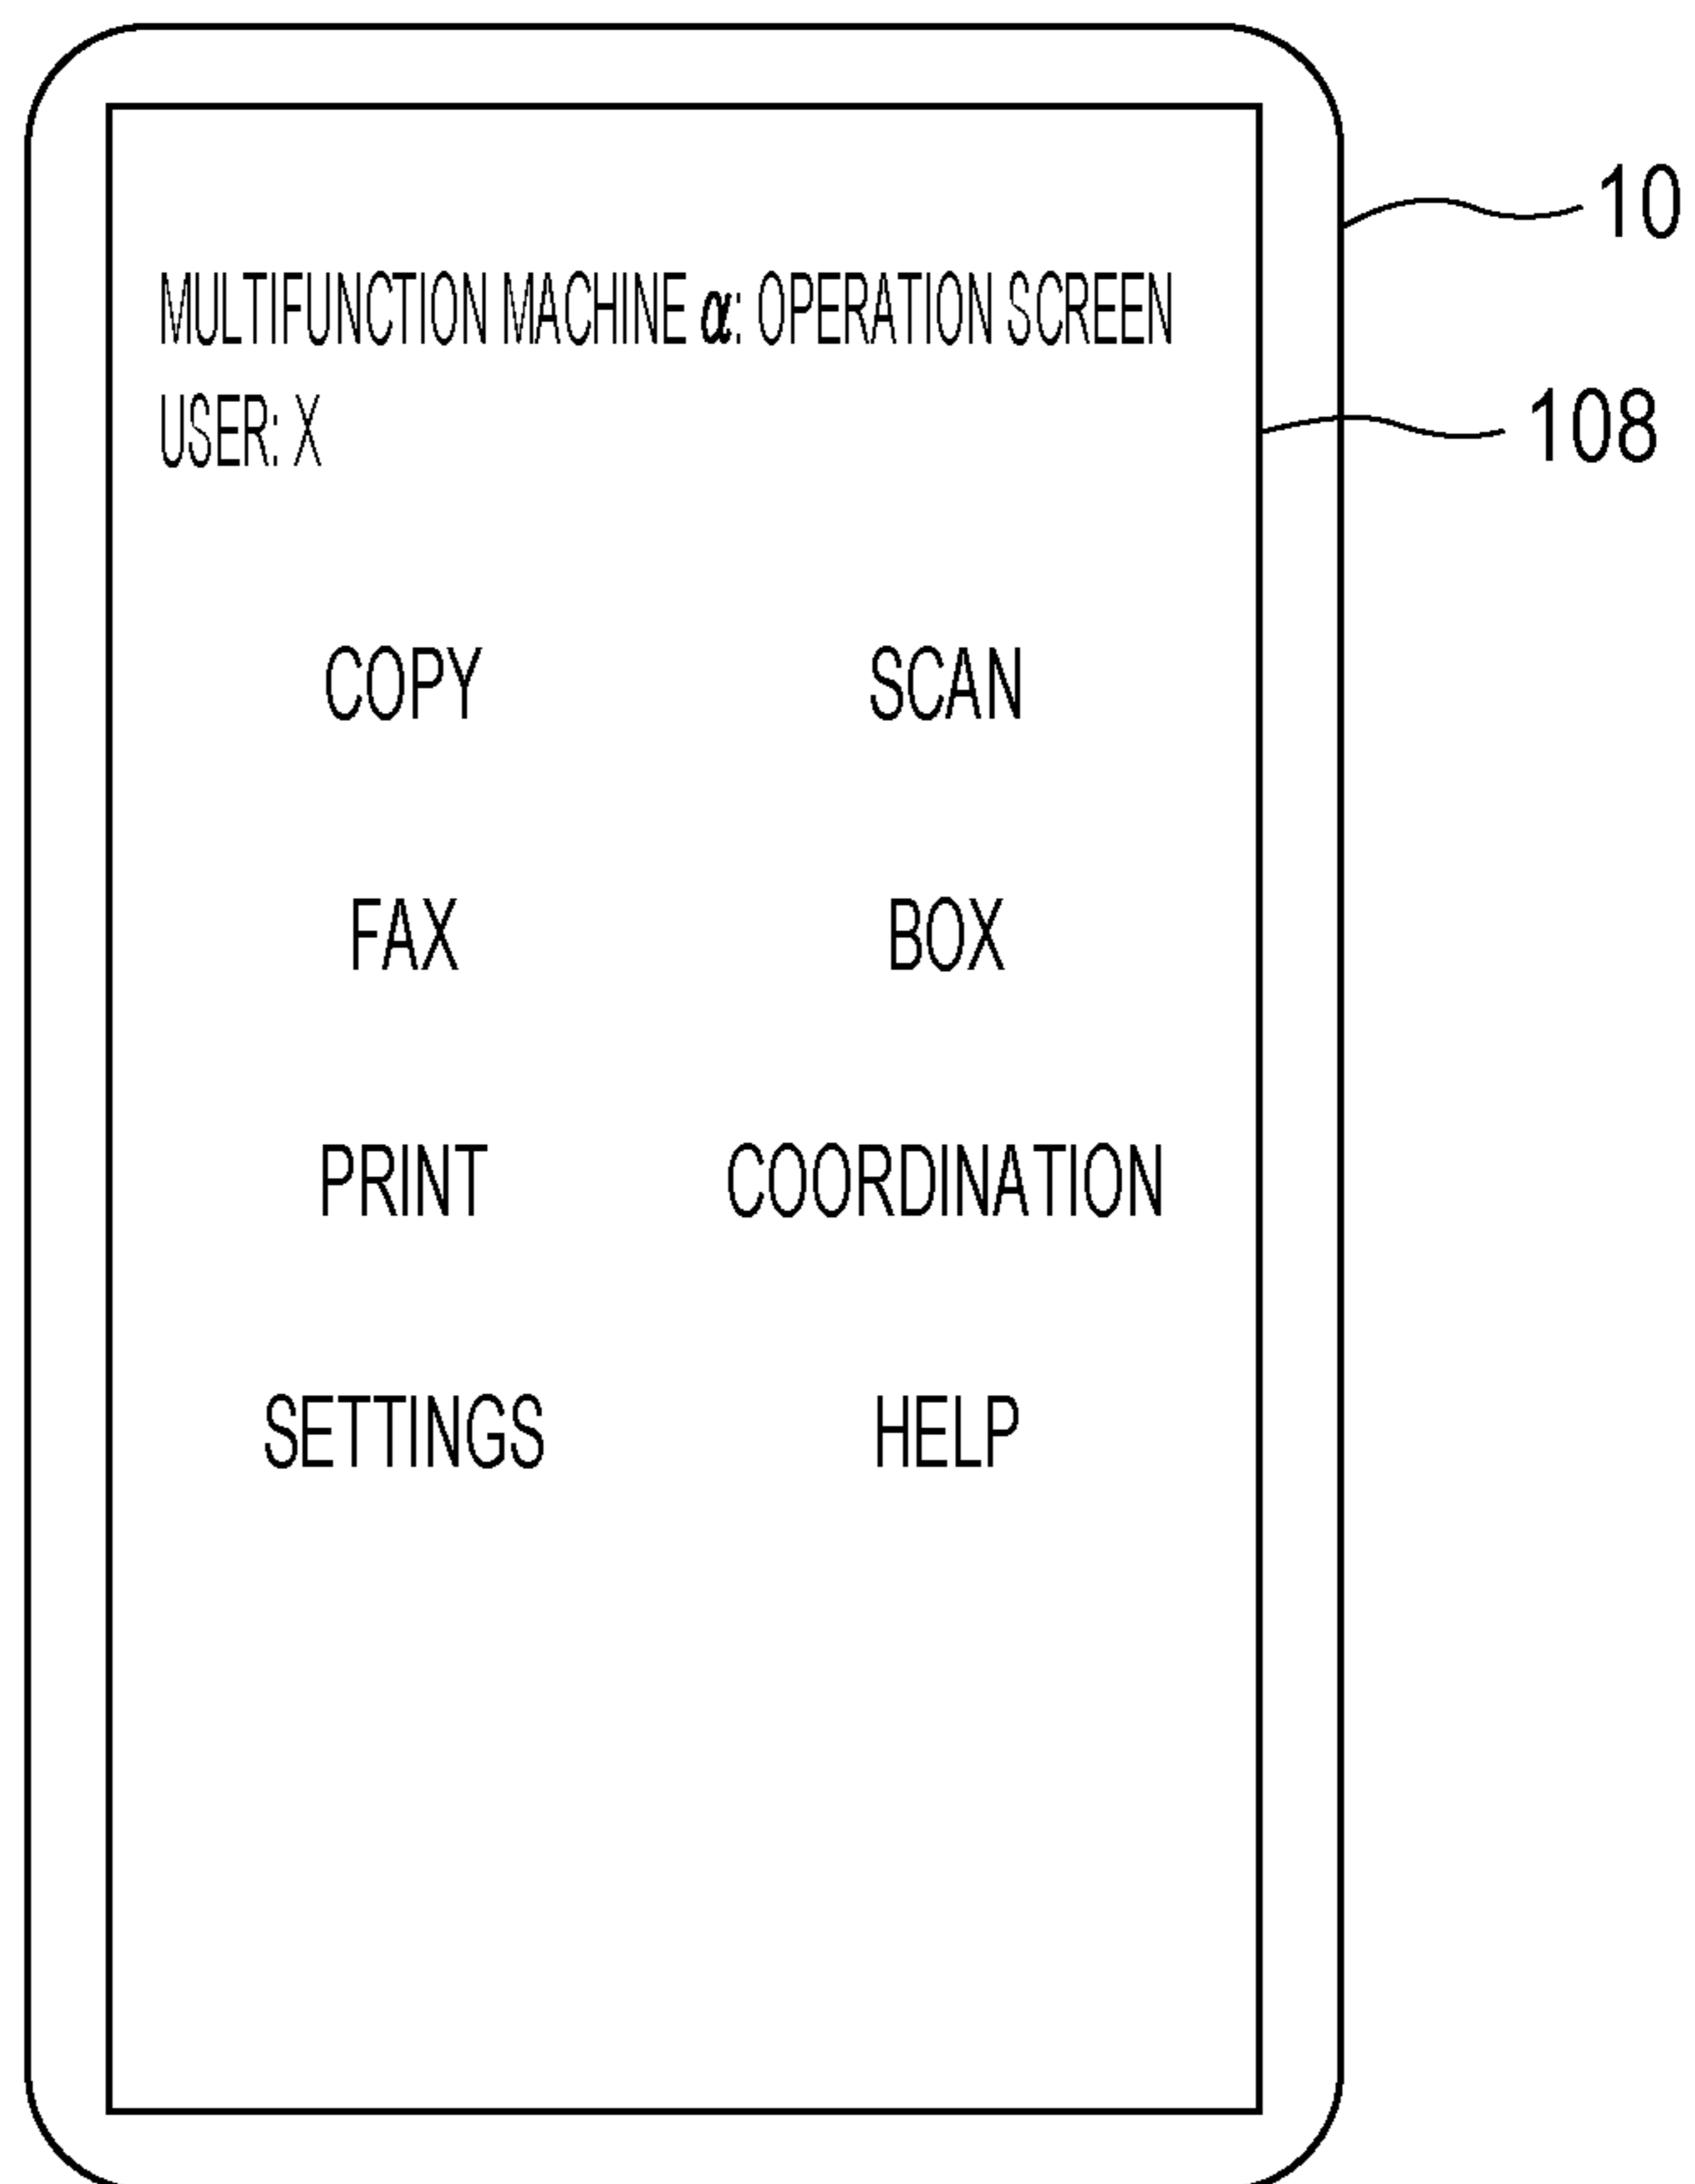 10
MULTIFUNCTION MACHINE α: OPERATION SCREEN
USER: X
108
COPY SCAN
FAX BOX
PRINT COORDINATION
SETTINGS HELP